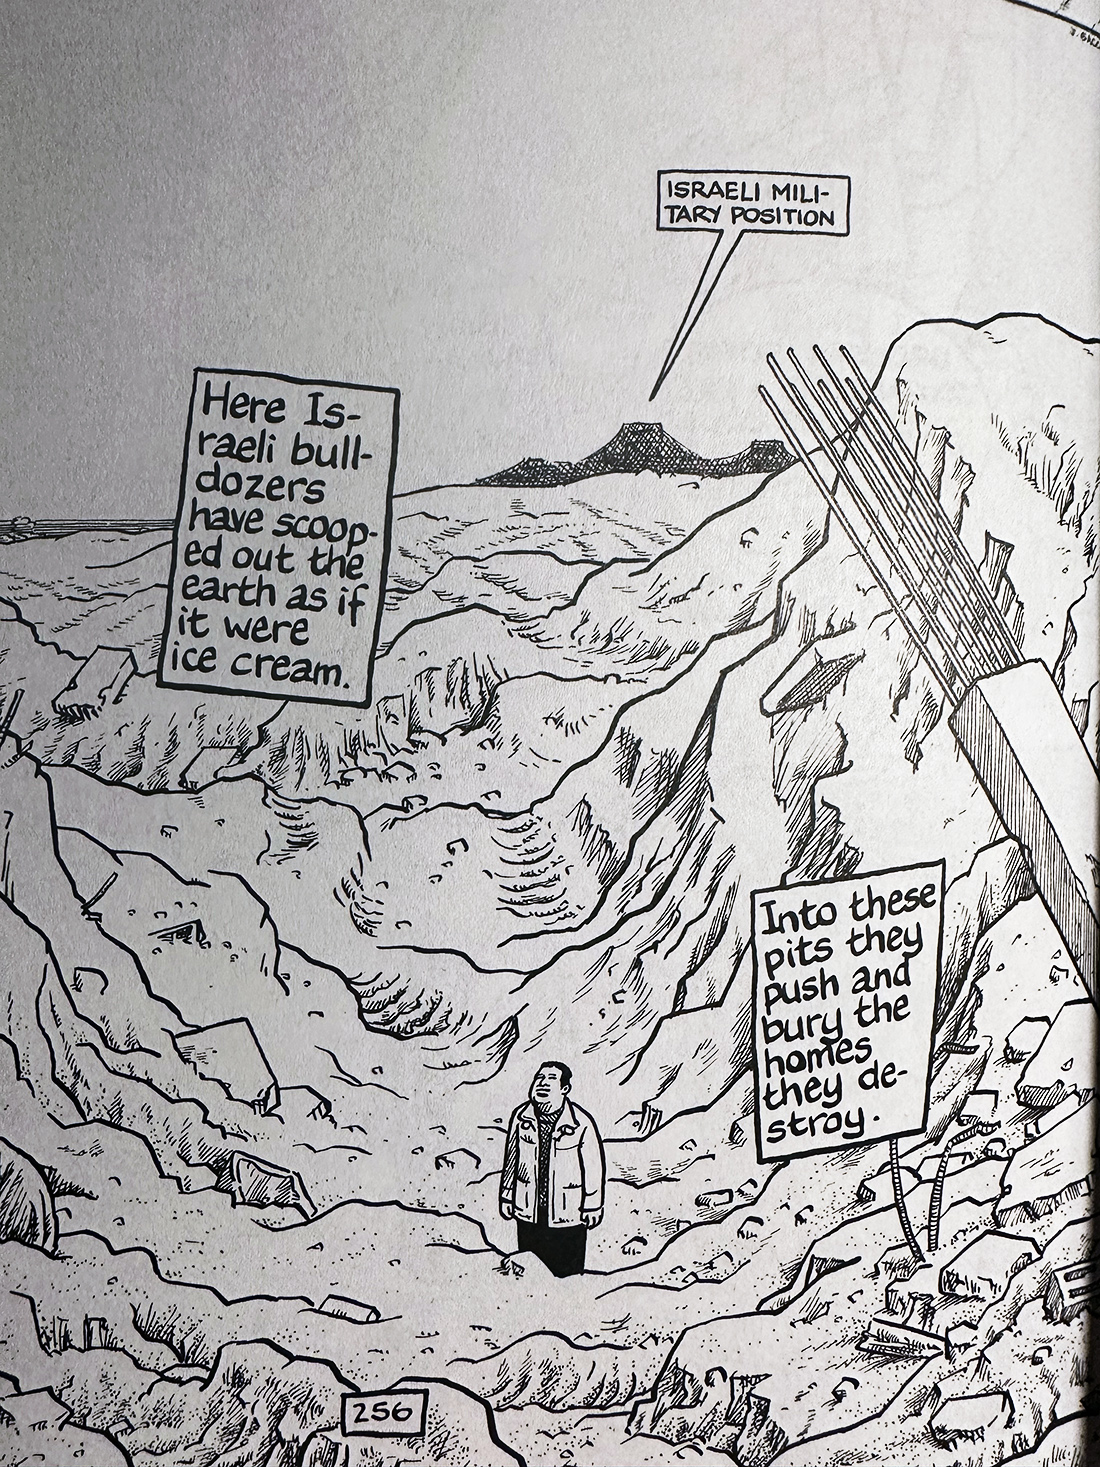 ISRAELI MILI-
TARY POSITION
Here Is-
raeli bull-
dozers
have scoop-
ed out the
earth as if
it were
ice cream.
Into these
pits they
push and
bury the
homes
they de-
stroy.
256